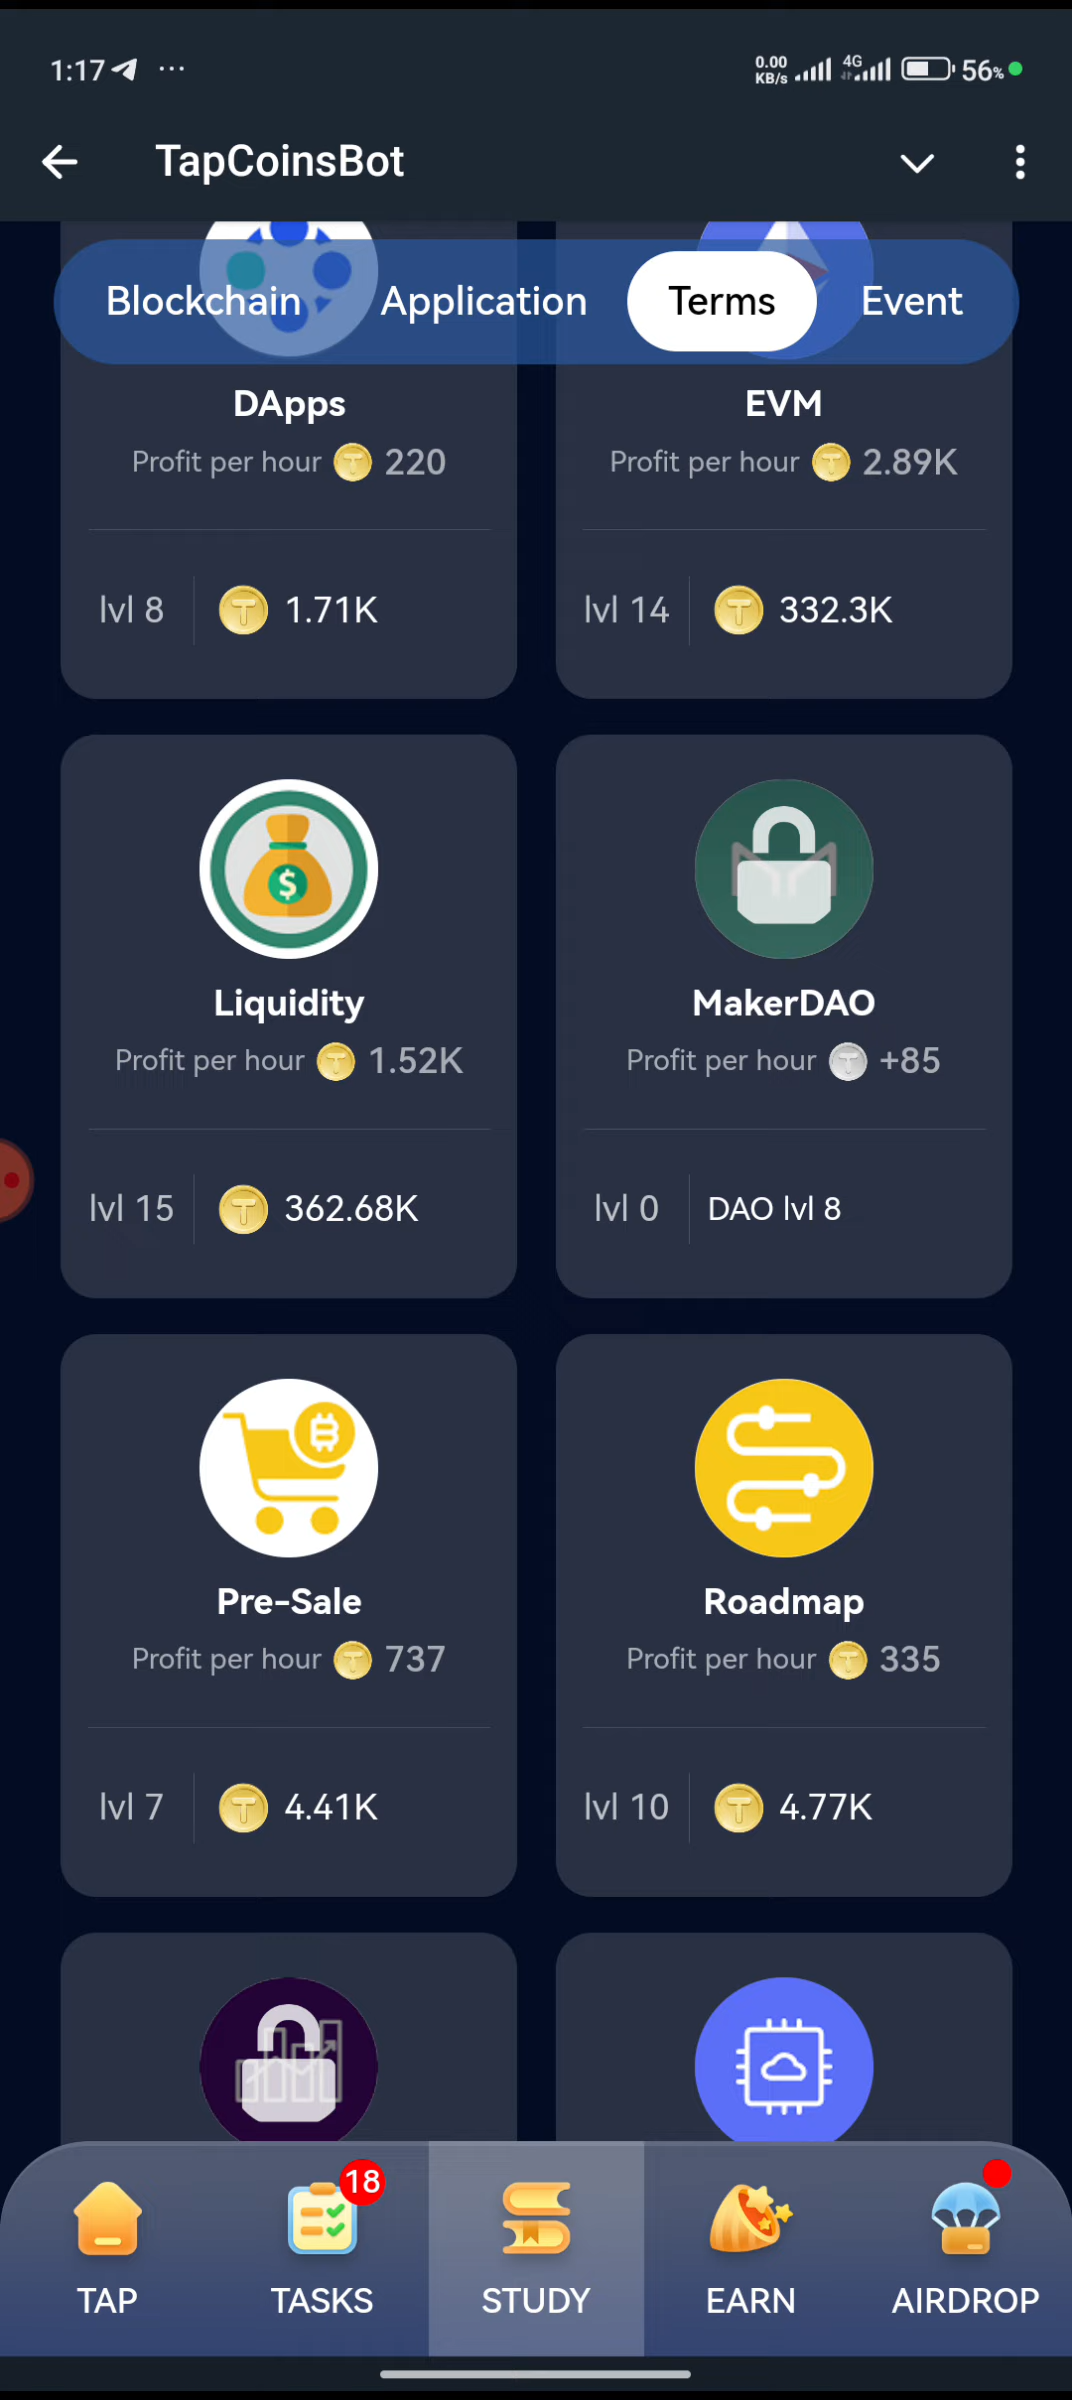 1:17 ...
0.00 KB/s 4G 56%
TapCoinsBot
Blockchain Application Terms Event
DApps EVM
Profit per hour 220 Profit per hour 2.89K
lvl 8 1.71K lvl 14 332.3K
Liquidity MakerDAO
Profit per hour 1.52K Profit per hour +85
lvl 15 362.68K lvl 0 DAO lvl 8
Pre-Sale Roadmap
Profit per hour 737 Profit per hour 335
lvl 7 4.41K lvl 10 4.77K
18
TAP TASKS STUDY EARN AIRDROP